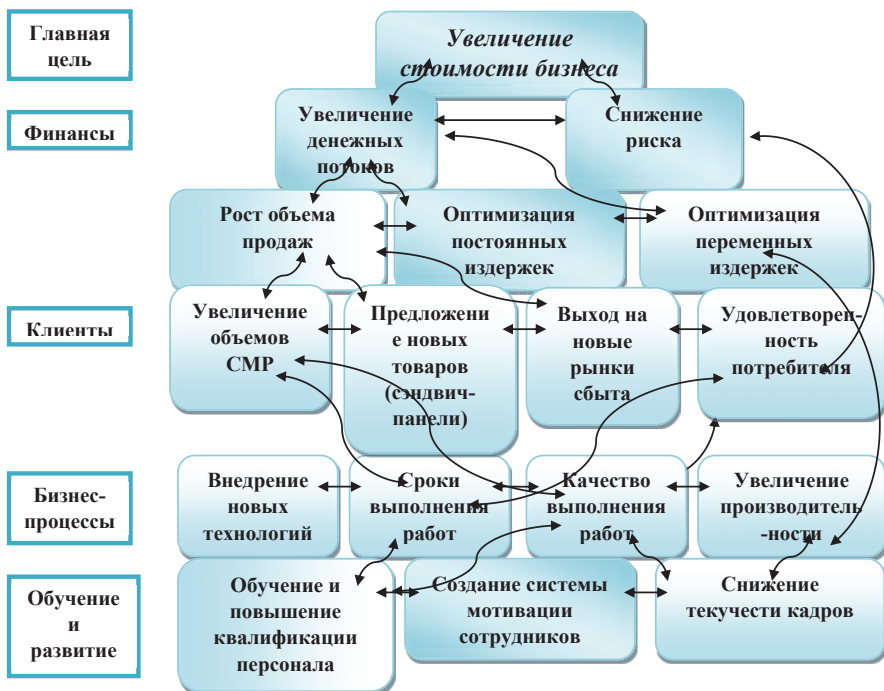 Главная
цель
Увеличение
стоимости бизнеса
Финансы
Увеличение
денежных
потоков
Снижение
риска
Рост объема
продаж
Оптимизация
постоянных
издержек
Оптимизация
переменных
издержек
Клиенты
Увеличение
объемов
СМР
Предложени
е новых
товаров
(сэндвич-
панели)
Выход на
новые
рынки
сбыта
Удовлетворен-
ность
потребителя
Бизнес-
процессы
Внедрение
новых
технологий
Сроки
выполнения
работ
Качество
выполнения
работ
Увеличение
производитель
-ности
Обучение
и
развитие
Обучение и
повышение
квалификации
персонала
Создание системы
мотивации
сотрудников
Снижение
текучести кадров